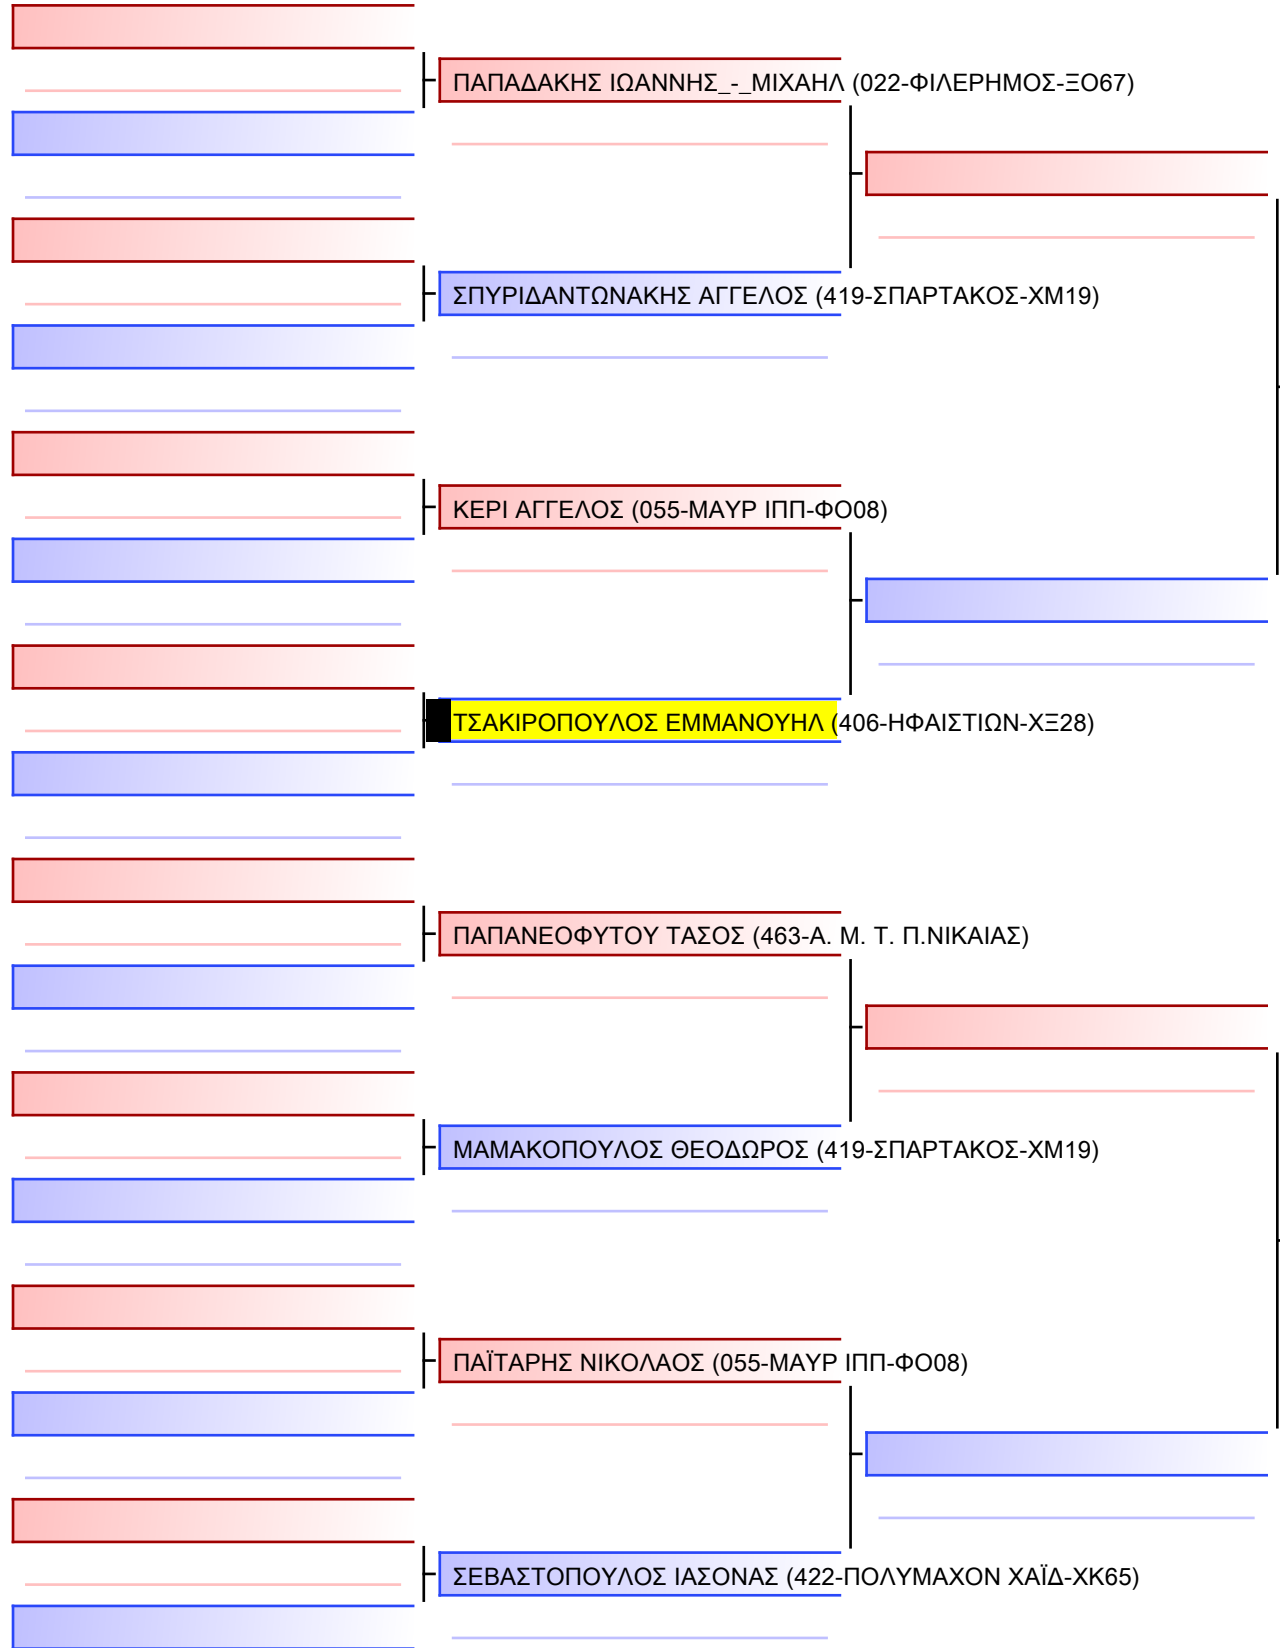 ΠΑΠΑΔΑΚΗΣ ΙΩΑΝΝΗΣ_-_ΜΙΧΑΗΛ (022-ΦΙΛΕΡΗΜΟΣ-ΞΟ67)
ΣΠΥΡΙΔΑΝΤΩΝΑΚΗΣ ΑΓΓΕΛΟΣ (419-ΣΠΑΡΤΑΚΟΣ-ΧΜ19)
ΚΕΡΙ ΑΓΓΕΛΟΣ (055-ΜΑΥΡ ΙΠΠ-ΦΟ08)
ΤΣΑΚΙΡΟΠΟΥΛΟΣ ΕΜΜΑΝΟΥΗΛ (406-ΗΦΑΙΣΤΙΩΝ-ΧΞ28)
ΠΑΠΑΝΕΟΦΥΤΟΥ ΤΑΣΟΣ (463-Α. Μ. Τ. Π.ΝΙΚΑΙΑΣ)
ΜΑΜΑΚΟΠΟΥΛΟΣ ΘΕΟΔΩΡΟΣ (419-ΣΠΑΡΤΑΚΟΣ-ΧΜ19)
ΠΑΪΤΑΡΗΣ ΝΙΚΟΛΑΟΣ (055-ΜΑΥΡ ΙΠΠ-ΦΟ08)
ΣΕΒΑΣΤΟΠΟΥΛΟΣ ΙΑΣΟΝΑΣ (422-ΠΟΛΥΜΑΧΟΝ ΧΑΪΔ-ΧΚ65)